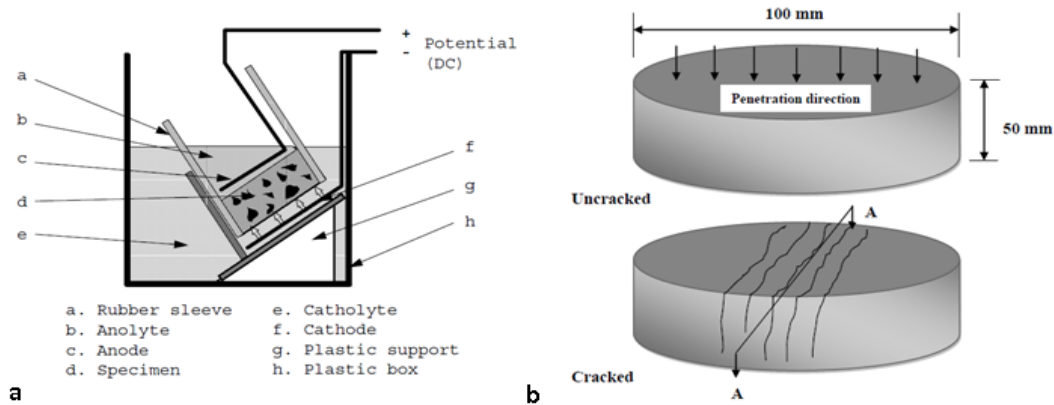 +
Potential
-
(DC)
a
b
c
d
e
f
g
h
a. Rubber sleeve e. Catholyte
b. Anolyte f. Cathode
c. Anode g. Plastic support
d. Specimen h. Plastic box
a
100 mm
Penetration direction
50 mm
Uncracked
A
A
Cracked
b